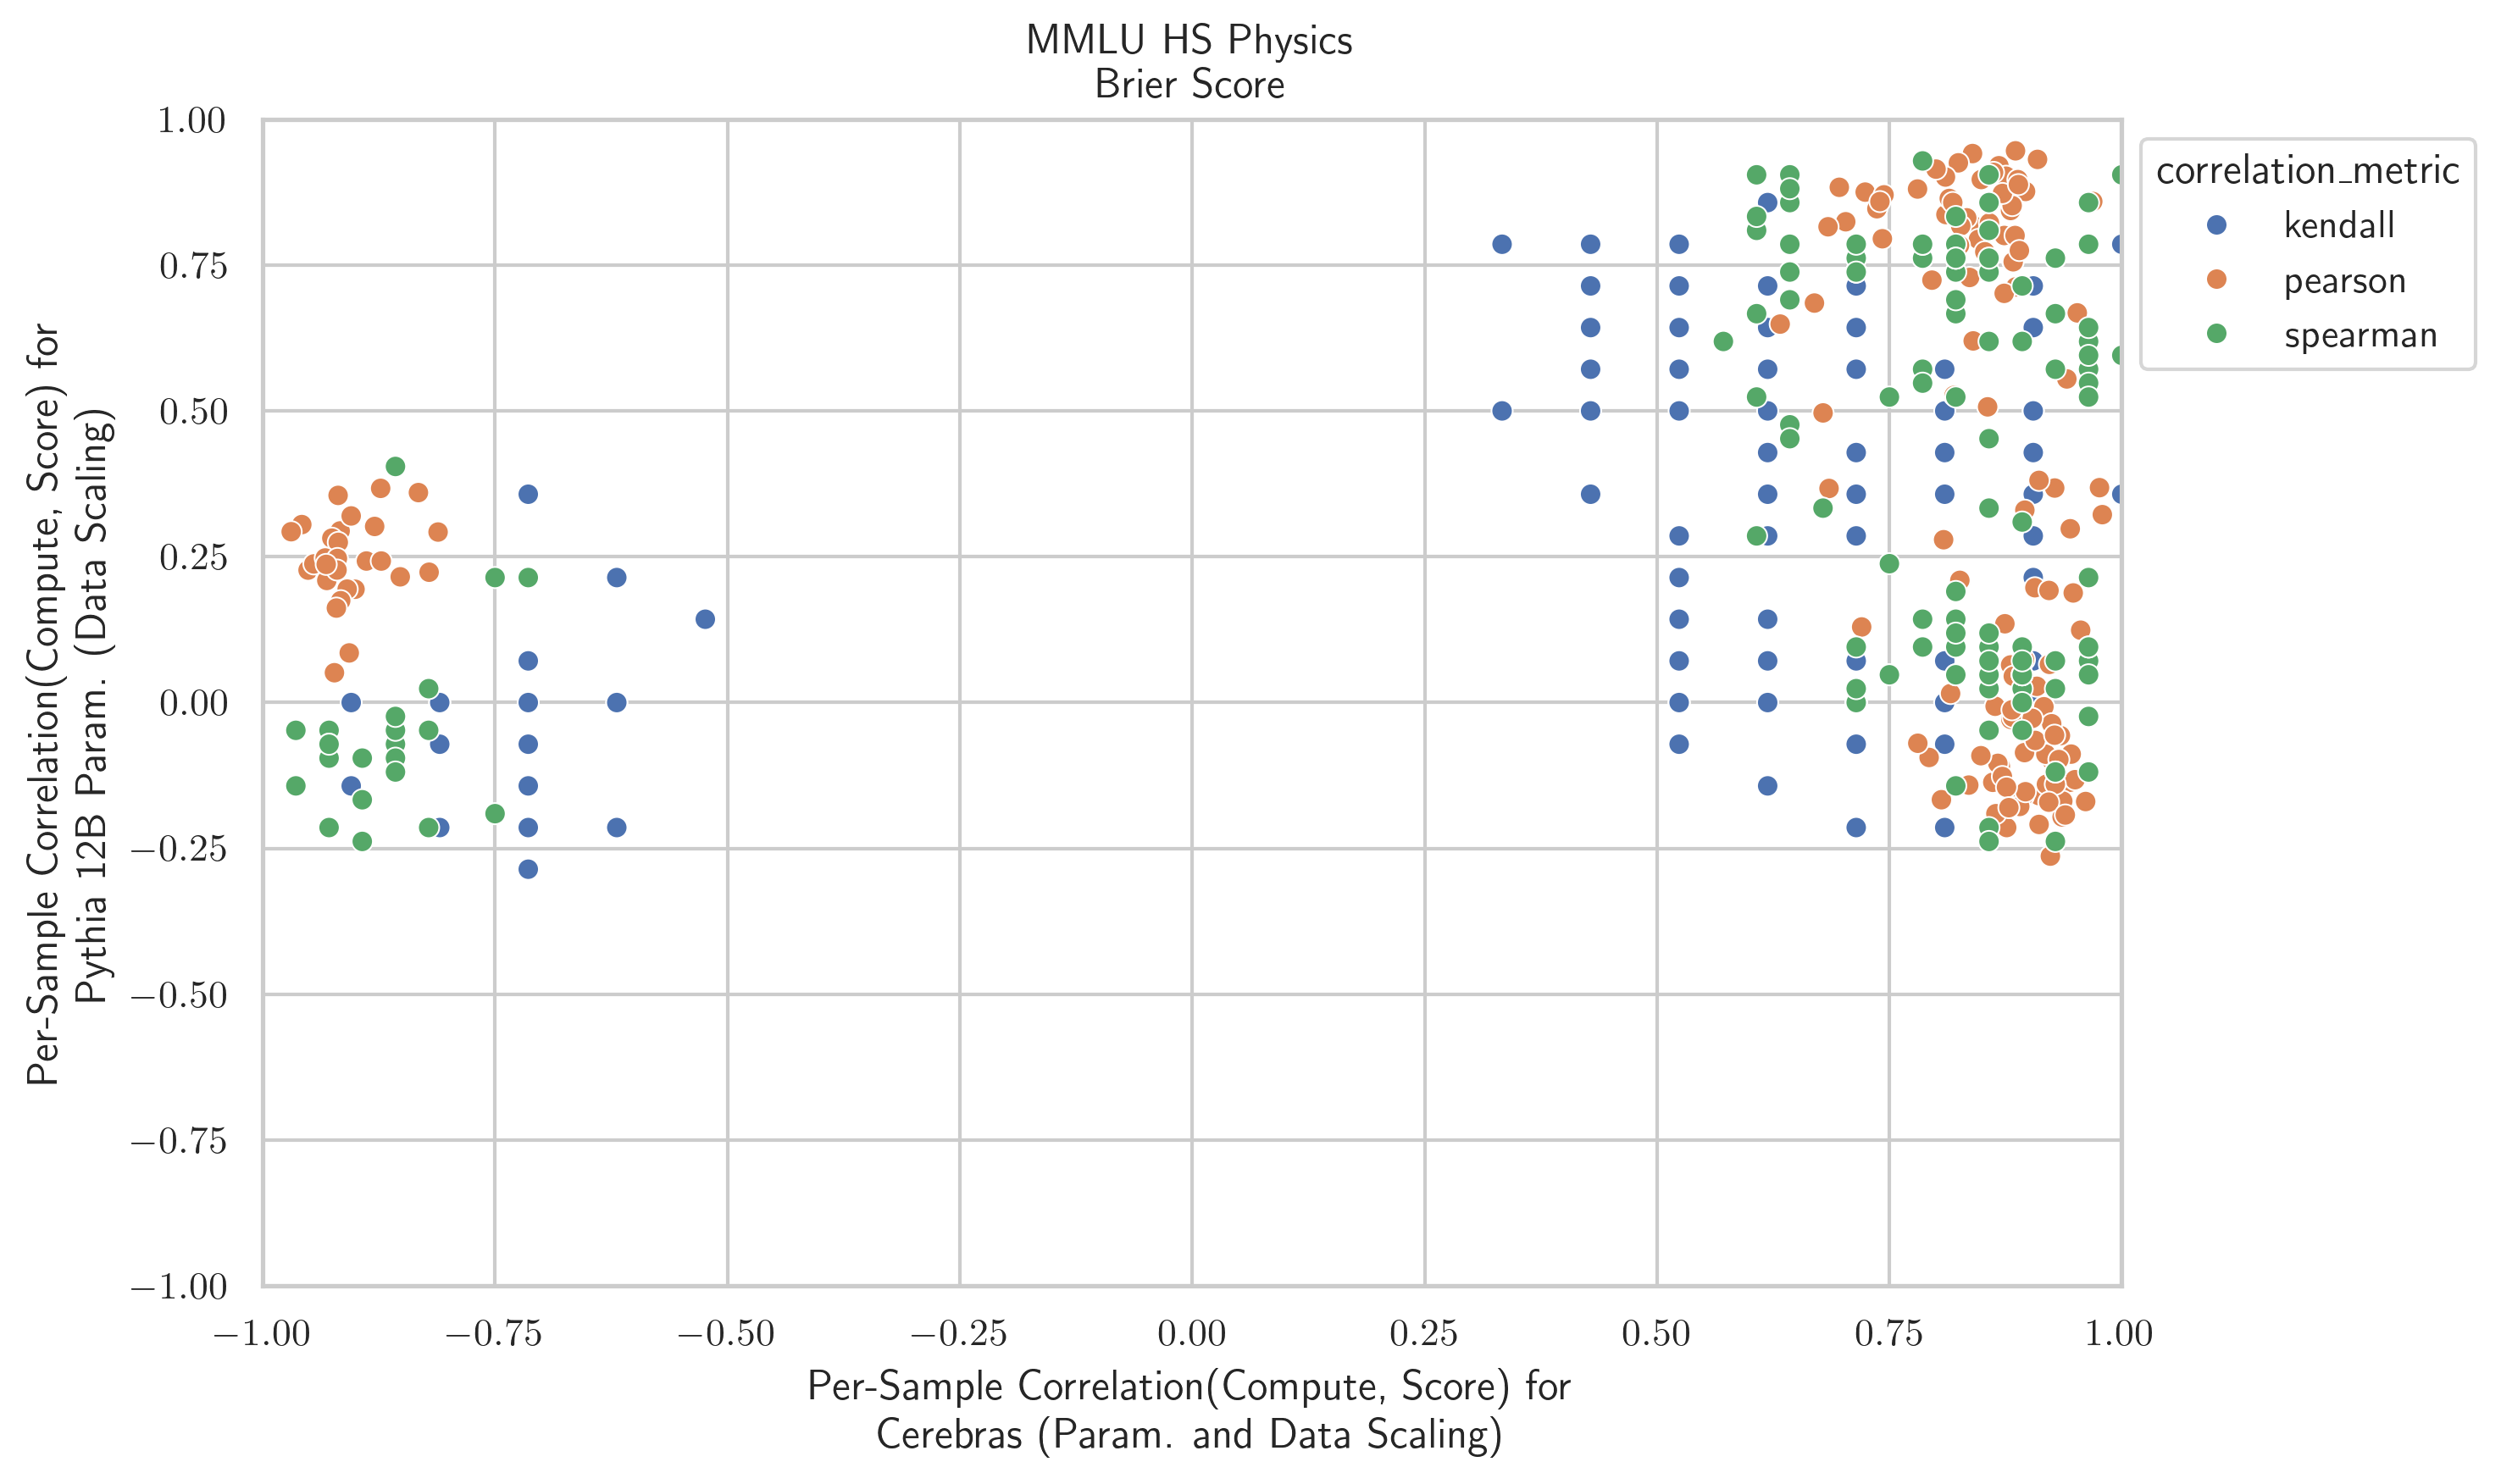 MMLU HS Physics
Brier Score
1.00
0.75
0.50
0.25
0.00
−0.25
−0.50
−0.75
−1.00
Per-Sample Correlation(Compute, Score) for
Pythia 12B Param. (Data Scaling)
correlation_metric
kendall
pearson
spearman
−1.00 −0.75 −0.50 −0.25 0.00 0.25 0.50 0.75 1.00
Per-Sample Correlation(Compute, Score) for
Cerebras (Param. and Data Scaling)